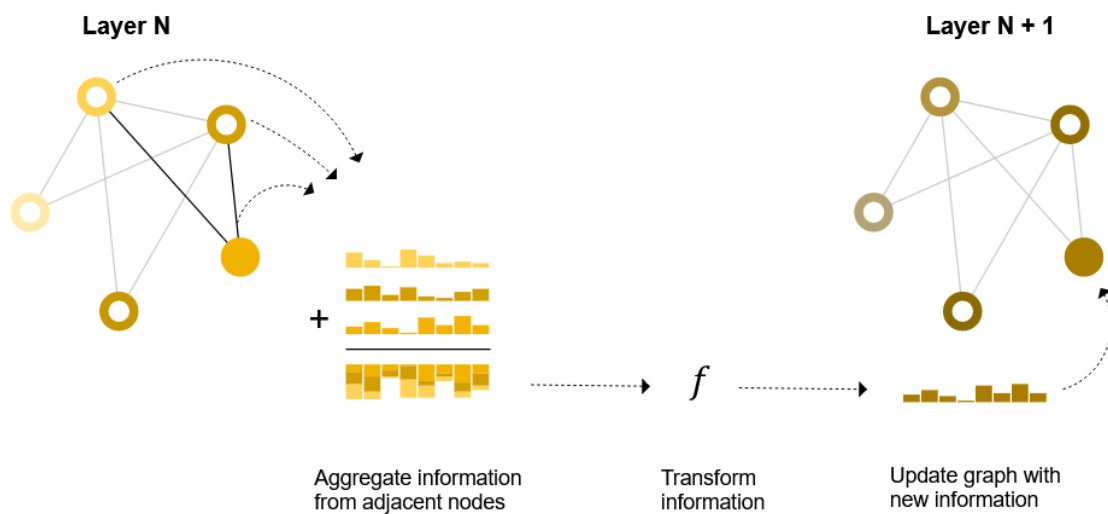 Layer N
Layer N + 1
+
f
Aggregate information
from adjacent nodes
Transform
information
Update graph with
new information